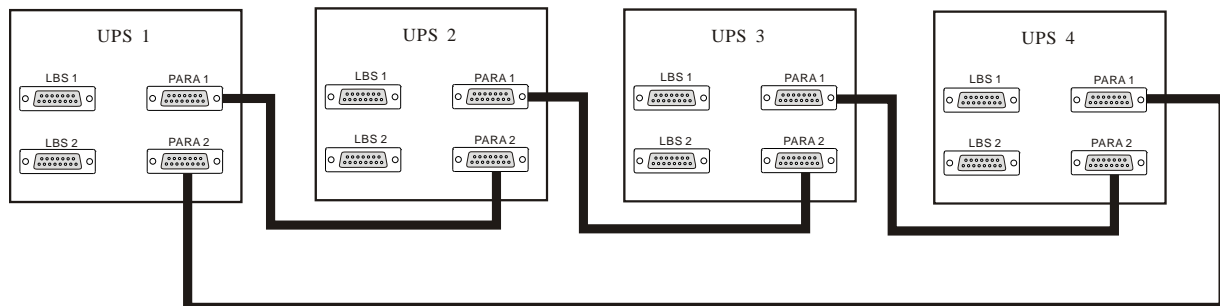 UPS 1
LBS 1 PARA 1
LBS 2 PARA 2
UPS 2
LBS 1 PARA 1
LBS 2 PARA 2
UPS 3
LBS 1 PARA 1
LBS 2 PARA 2
UPS 4
LBS 1 PARA 1
LBS 2 PARA 2